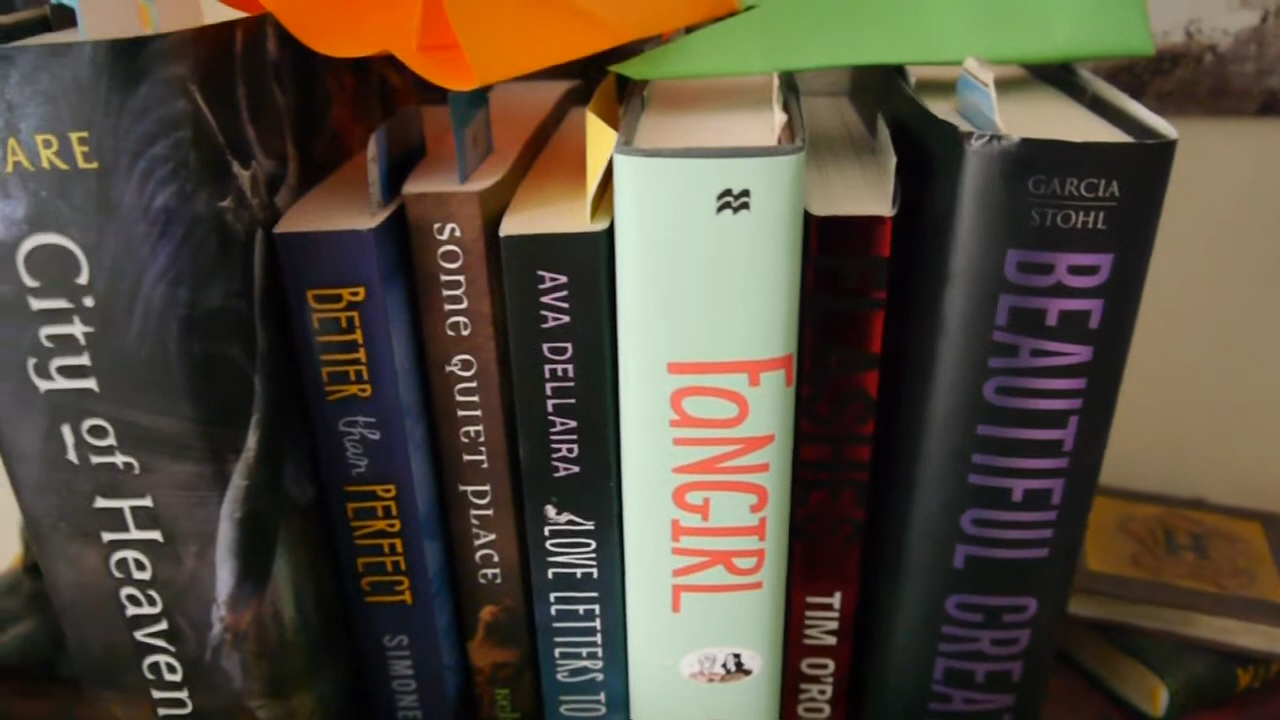 ARE
City of Heaven
BETTER than PERFECT
SIMONE
SOME QUIET PLACE
AVA DELLAIRA
LOVE LETTERS TO
FANGIRL
TIM O'RO
GARCIA
STOHL
BEAUTIFUL CREA
H